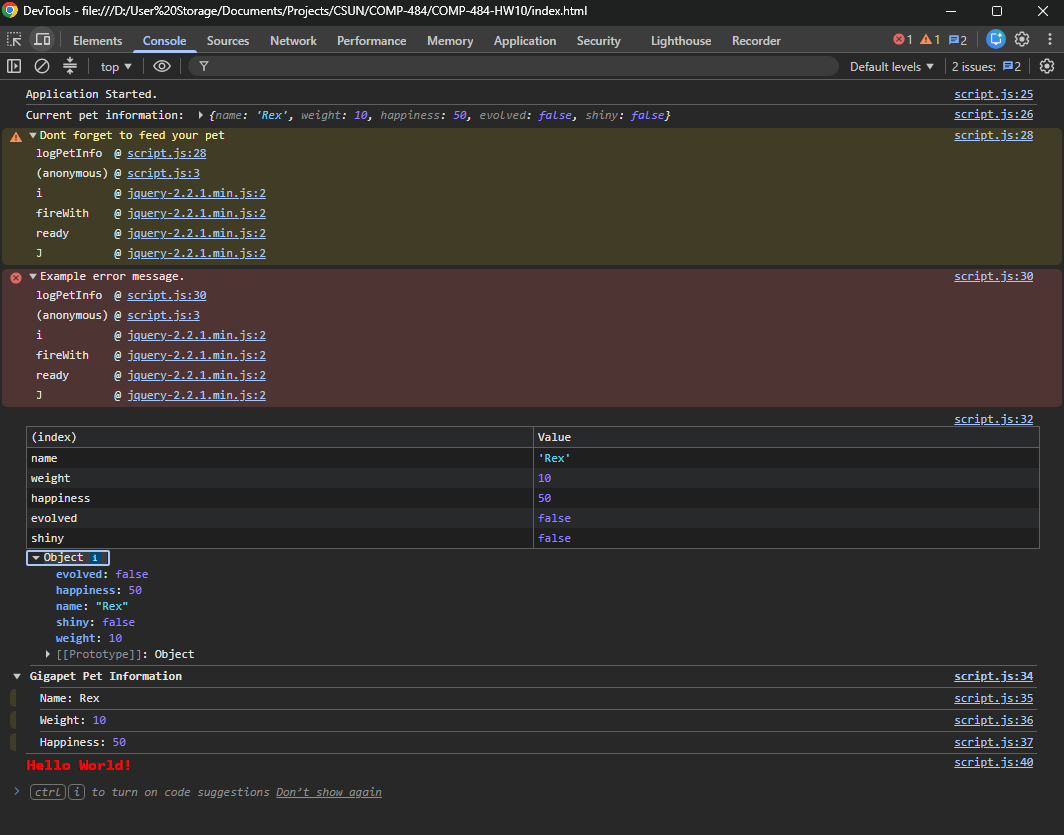 DevTools - file:///D:/User%20Storage/Documents/Projects/CSUN/COMP-484/COMP-484-HW10/index.html
Elements Console Sources Network Performance Memory Application Security Lighthouse Recorder 1 1 2
top Default levels 2 issues: 2
Application Started. script.js:25
Current pet information: {name: 'Rex', weight: 10, happiness: 50, evolved: false, shiny: false} script.js:26
Dont forget to feed your pet script.js:28
logPetInfo @ script.js:28
(anonymous) @ script.js:3
i @ jquery-2.2.1.min.js:2
fireWith @ jquery-2.2.1.min.js:2
ready @ jquery-2.2.1.min.js:2
J @ jquery-2.2.1.min.js:2
Example error message. script.js:30
logPetInfo @ script.js:30
(anonymous) @ script.js:3
i @ jquery-2.2.1.min.js:2
fireWith @ jquery-2.2.1.min.js:2
ready @ jquery-2.2.1.min.js:2
J @ jquery-2.2.1.min.js:2
script.js:32
(index) Value
name 'Rex'
weight 10
happiness 50
evolved false
shiny false
Object i
evolved: false
happiness: 50
name: "Rex"
shiny: false
weight: 10
[[Prototype]]: Object
Gigapet Pet Information script.js:34
Name: Rex script.js:35
Weight: 10 script.js:36
Happiness: 50 script.js:37
Hello World! script.js:40
ctrl i to turn on code suggestions Don't show again